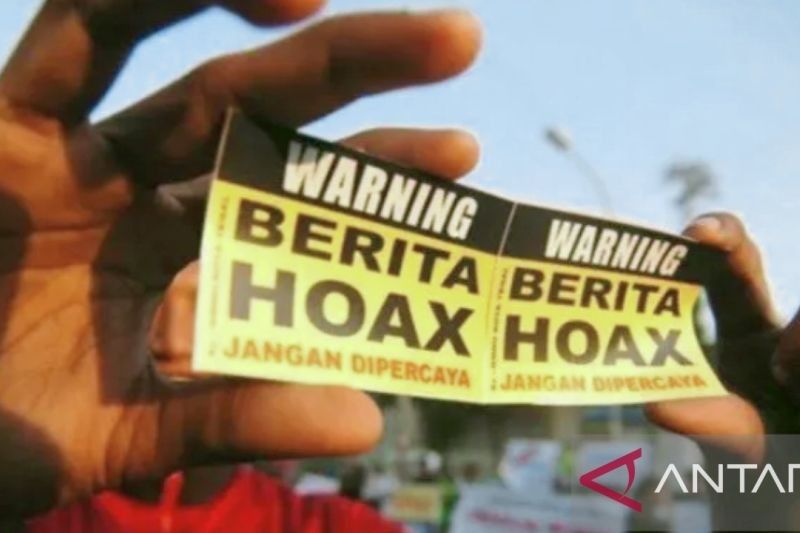 WARNING
BERITA
HOAX
JANGAN DIPERCAYA
WARNING
BERITA
HOAX
JANGAN DIPERCAYA
ANTAR